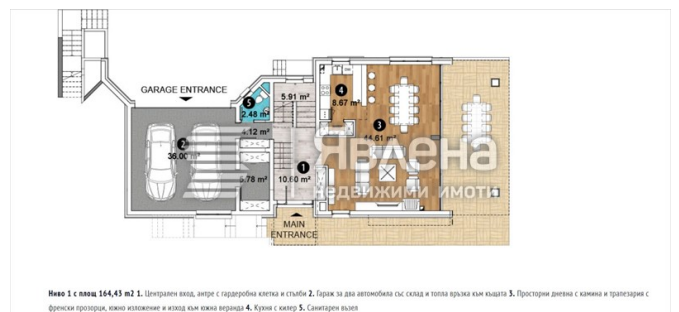 GARAGE ENTRANCE
5.91 m²
4
8.67 m²
5
2.48 m²
3
44.61 m²
4.12 m²
2
36.00 m²
ЯВЛЕНА
недвижими имоти
1
5.78 m²
10.60 m²
MAIN
ENTRANCE
Ниво 1 с площ 164,43 m2 1. Централен вход, антре с гардеробна клетка и стълби 2. Гараж за два автомобила със склад и топла връзка към къщата 3. Просторни дневна с камина и трапезария с
френски прозорци, южно изложение и изход към южна веранда 4. Кухня с килер 5. Санитарен възел